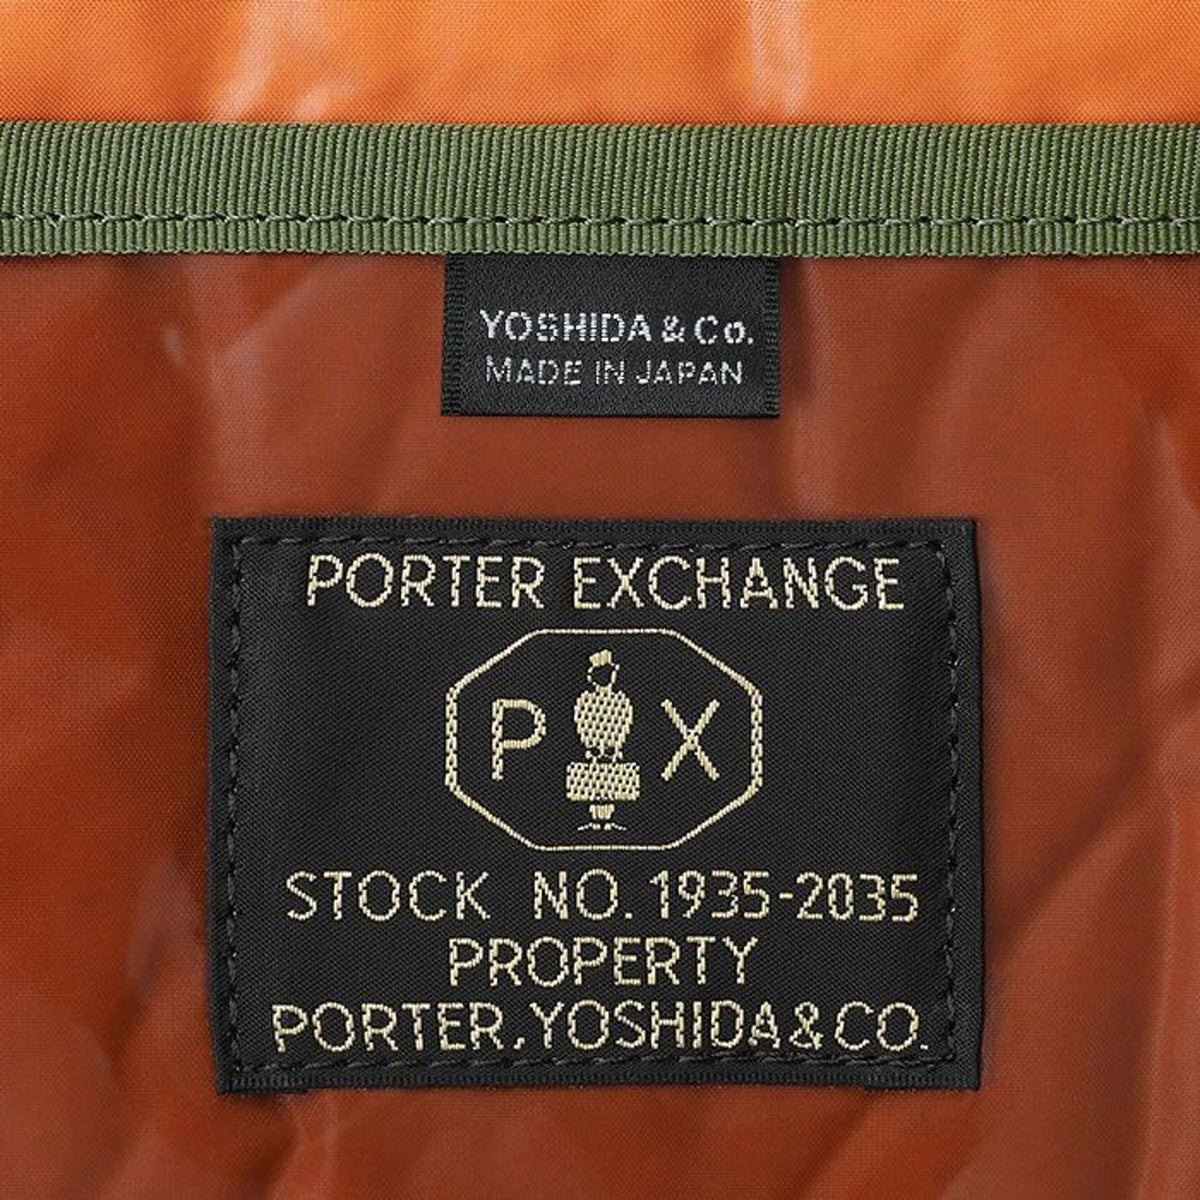 YOSHIDA & Co.
MADE IN JAPAN
PORTER EXCHANGE
P X
STOCK NO. 1935-2035
PROPERTY
PORTER, YOSHIDA & CO.